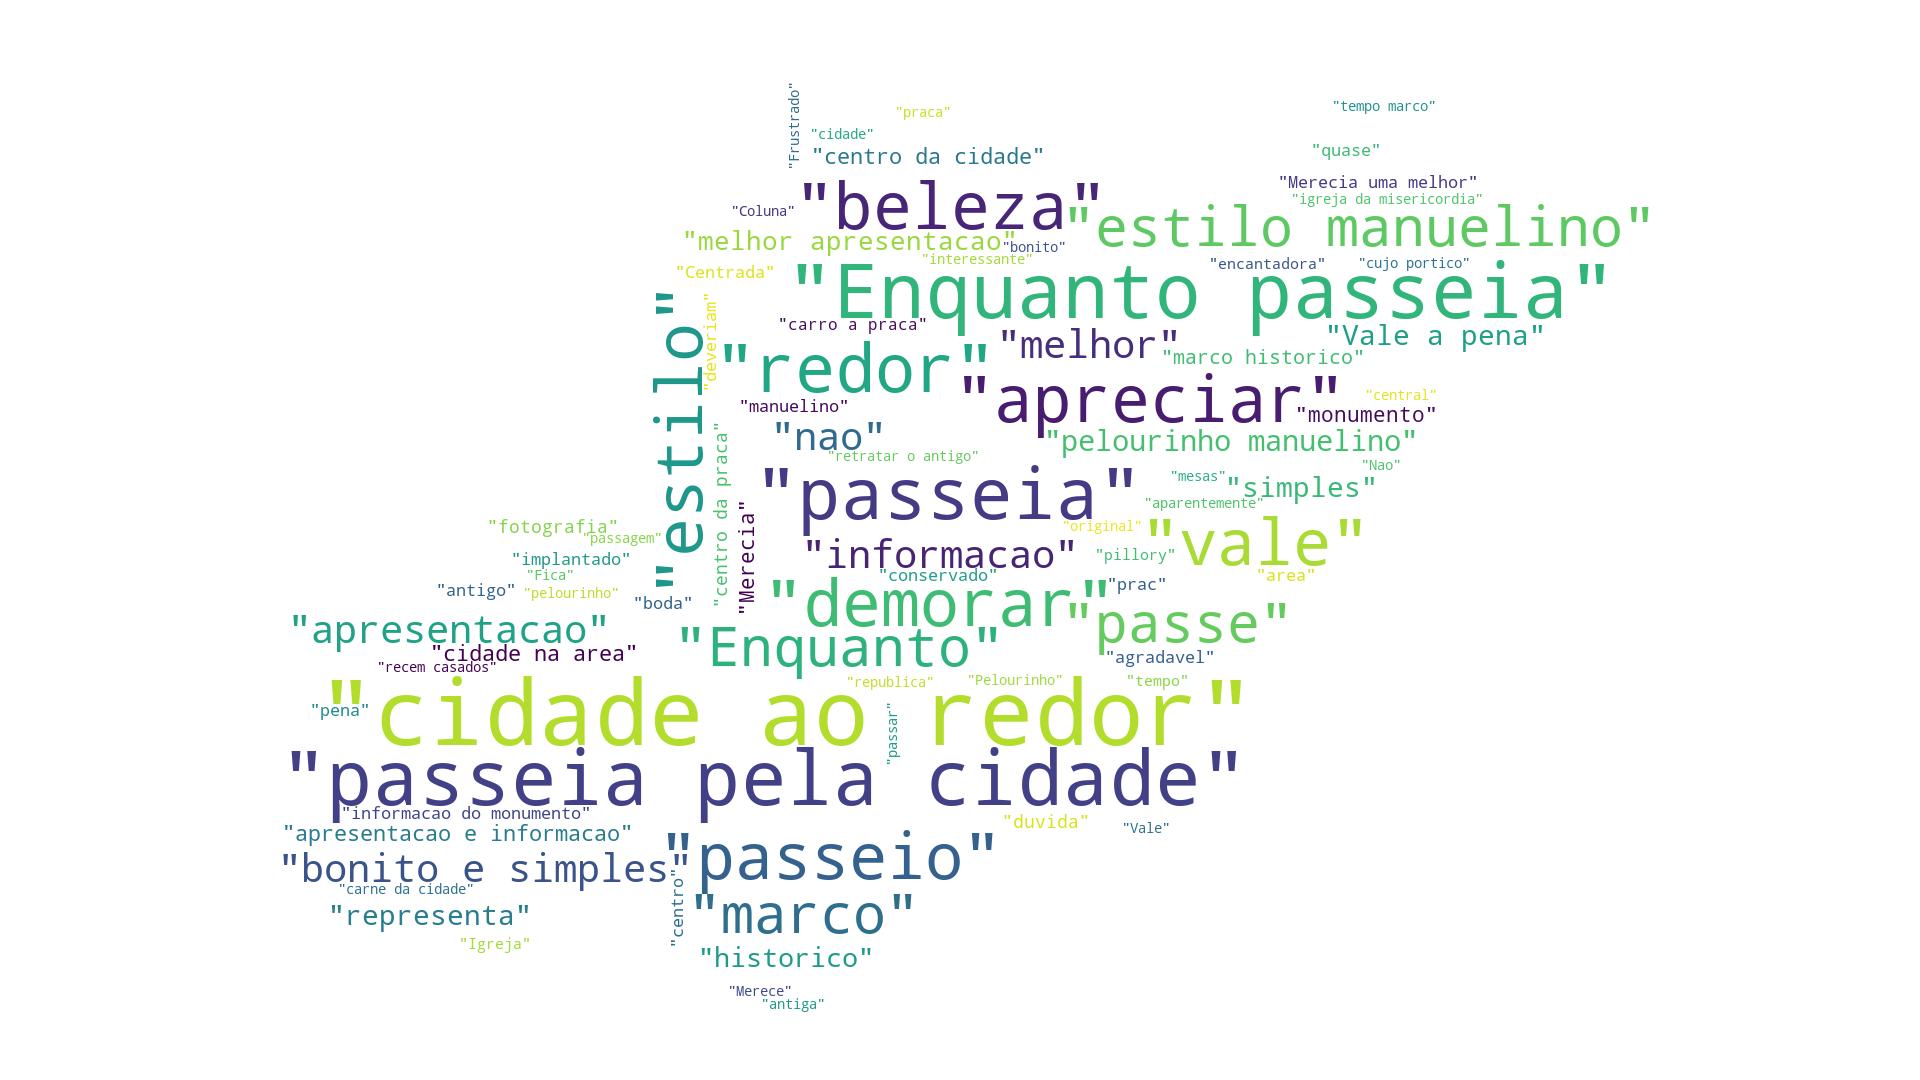 "Frustrado"
"praca"
"tempo marco"
"cidade"
"centro da cidade"
"quase"
"Merecia uma melhor"
"igreja da misericordia"
"Coluna"
"beleza"
"estilo manuelino"
"melhor apresentacao"
"bonito"
"interessante"
"encantadora"
"cujo portico"
"Centrada"
"Enquanto passeia"
"estilo"
"deveriam"
"carro a praca"
"melhor"
"Vale a pena"
"redor"
"marco historico"
"apreciar"
"central"
"manuelino"
"monumento"
"nao"
"pelourinho manuelino"
"centro da praca"
"retratar o antigo"
"Nao"
"passeia"
"mesas"
"simples"
"aparentemente"
"Merecia"
"fotografia"
"original"
"vale"
"passagem"
"informacao"
"pillory"
"implantado"
"Fica"
"conservado"
"area"
"antigo"
"pelourinho"
"boda"
"demorar"
"prac"
"apresentacao"
"passe"
"cidade na area"
"Enquanto"
"agradavel"
"recem casados"
"republica"
"Pelourinho"
"tempo"
"pena"
"cidade ao redor"
"passar"
"passeia pela cidade"
"informacao do monumento"
"duvida"
"Vale"
"apresentacao e informacao"
"bonito e simples"
"passeio"
"carne da cidade"
"centro"
"representa"
"marco"
"Igreja"
"historico"
"Merece"
"antiga"